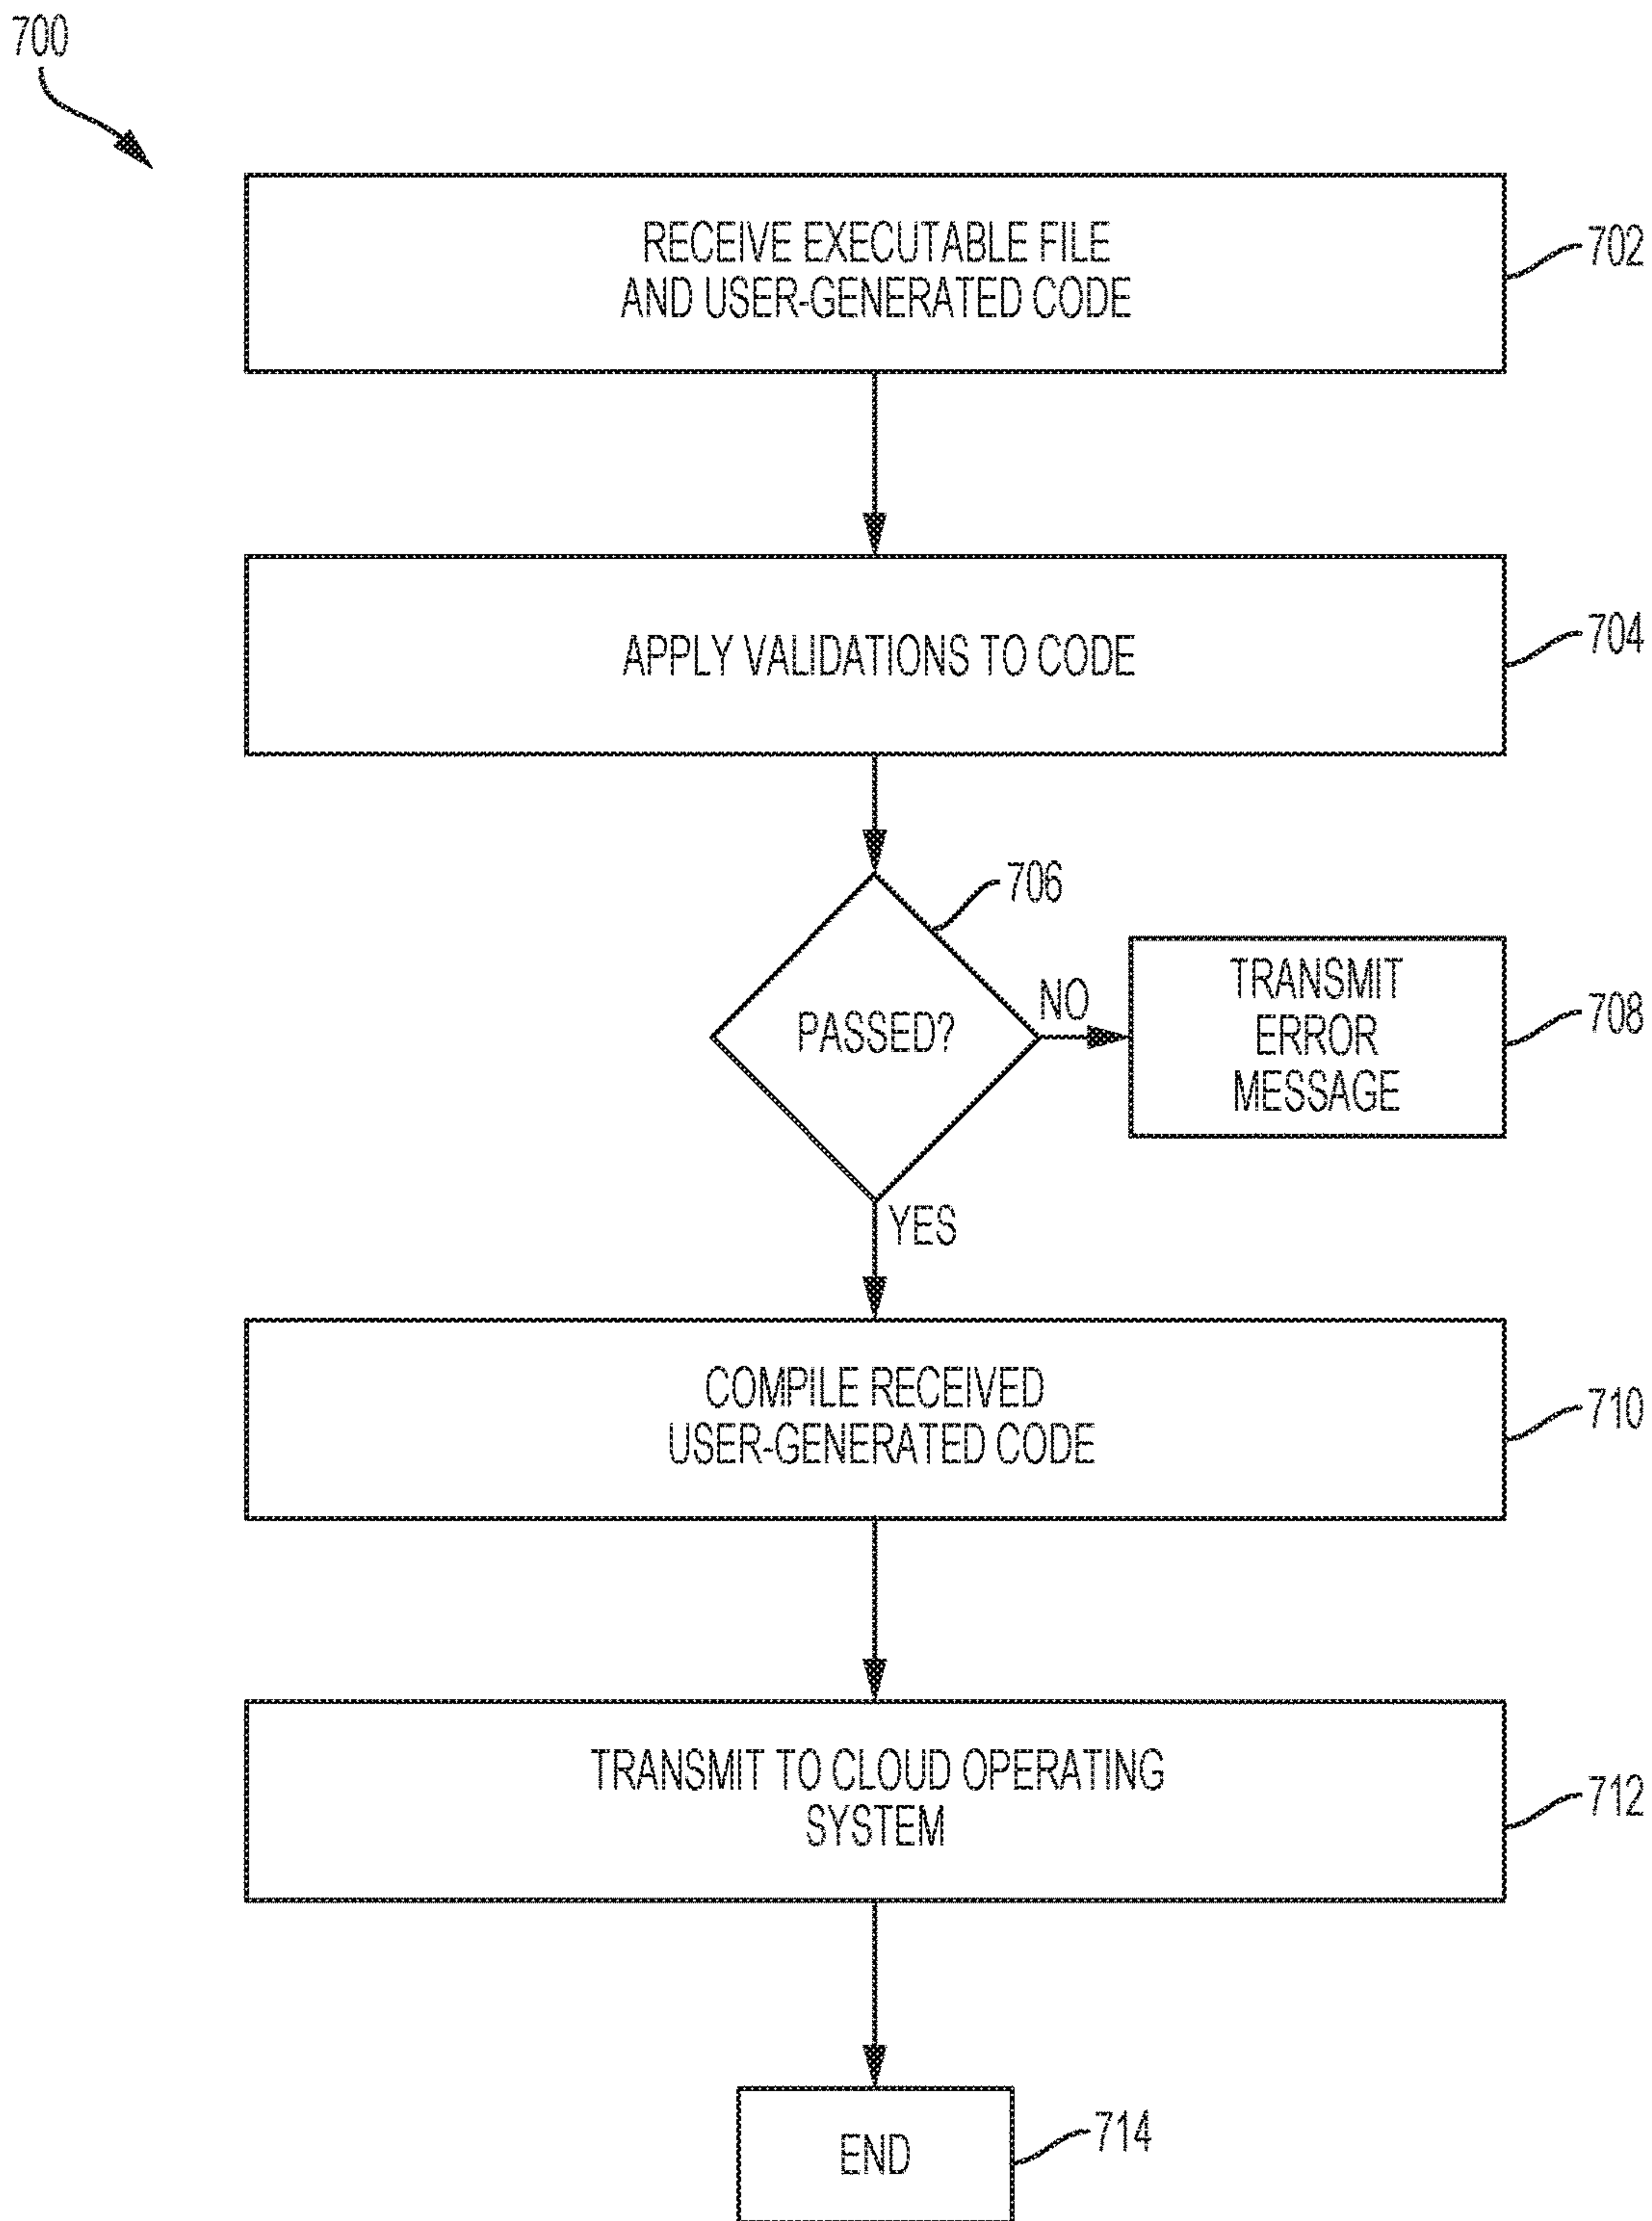 700
RECEIVE EXECUTABLE FILE
AND USER-GENERATED CODE
702
APPLY VALIDATIONS TO CODE
704
706
PASSED?
NO
TRANSMIT
ERROR
MESSAGE
708
YES
COMPILE RECEIVED
USER-GENERATED CODE
710
TRANSMIT TO CLOUD OPERATING
SYSTEM
712
END
714